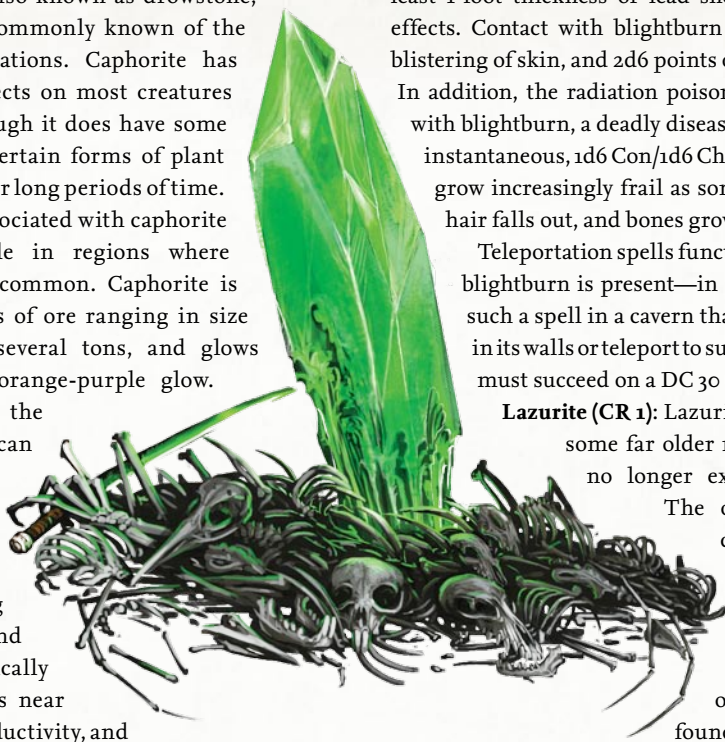 so known as drowstone,
ommonly known of the
ations. Caphorite has
ects on most creatures
ugh it does have some
ertain forms of plant
r long periods of time.
ociated with caphorite
le in regions where
common. Caphorite is
s of ore ranging in size
several tons, and glows
orange-purple glow.
the
can
g
nd
cally
s near
luctivity, and
least 1 foot thickness of lead
effects. Contact with blightburn
blistering of skin, and 2d6 points
In addition, the radiation poison
with blightburn, a deadly diseas
instantaneous, 1d6 Con/1d6 Ch
grow increasingly frail as so
hair falls out, and bones grow
Teleportation spells funct
blightburn is present—in
such a spell in a cavern tha
in its walls or teleport to su
must succeed on a DC 30
Lazurite (CR 1): Lazuri
some far older
no longer ex
The
o
found